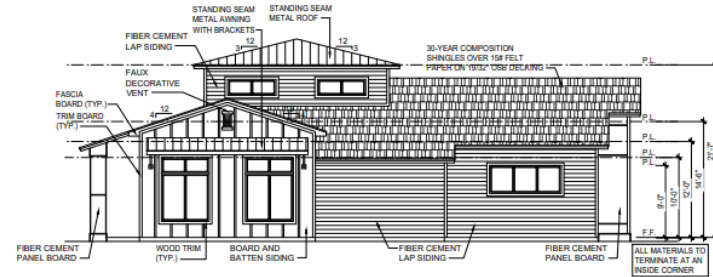 STANDING SEAM
METAL AWNING
WITH BRACKETS
STANDING SEAM
METAL ROOF
12
3
12
3
FIBER CEMENT
LAP SIDING
30-YEAR COMPOSITION
SHINGLES OVER 15# FELT
PAPER ON 19/32" OSB DECKING
P.L.
FAUX
DECORATIVE
VENT
FASCIA
BOARD (TYP.)
TRIM BOARD
(TYP.)
12
4
12
P.L.
P.L.
P.L.
P.L.
9'-0"
10'-0"
12'-0"
14'-6"
F.F.
FIBER CEMENT
PANEL BOARD
WOOD TRIM
(TYP.)
BOARD AND
BATTEN SIDING
FIBER CEMENT
LAP SIDING
FIBER CEMENT
PANEL BOARD
ALL MATERIALS TO
TERMINATE AT AN
INSIDE CORNER